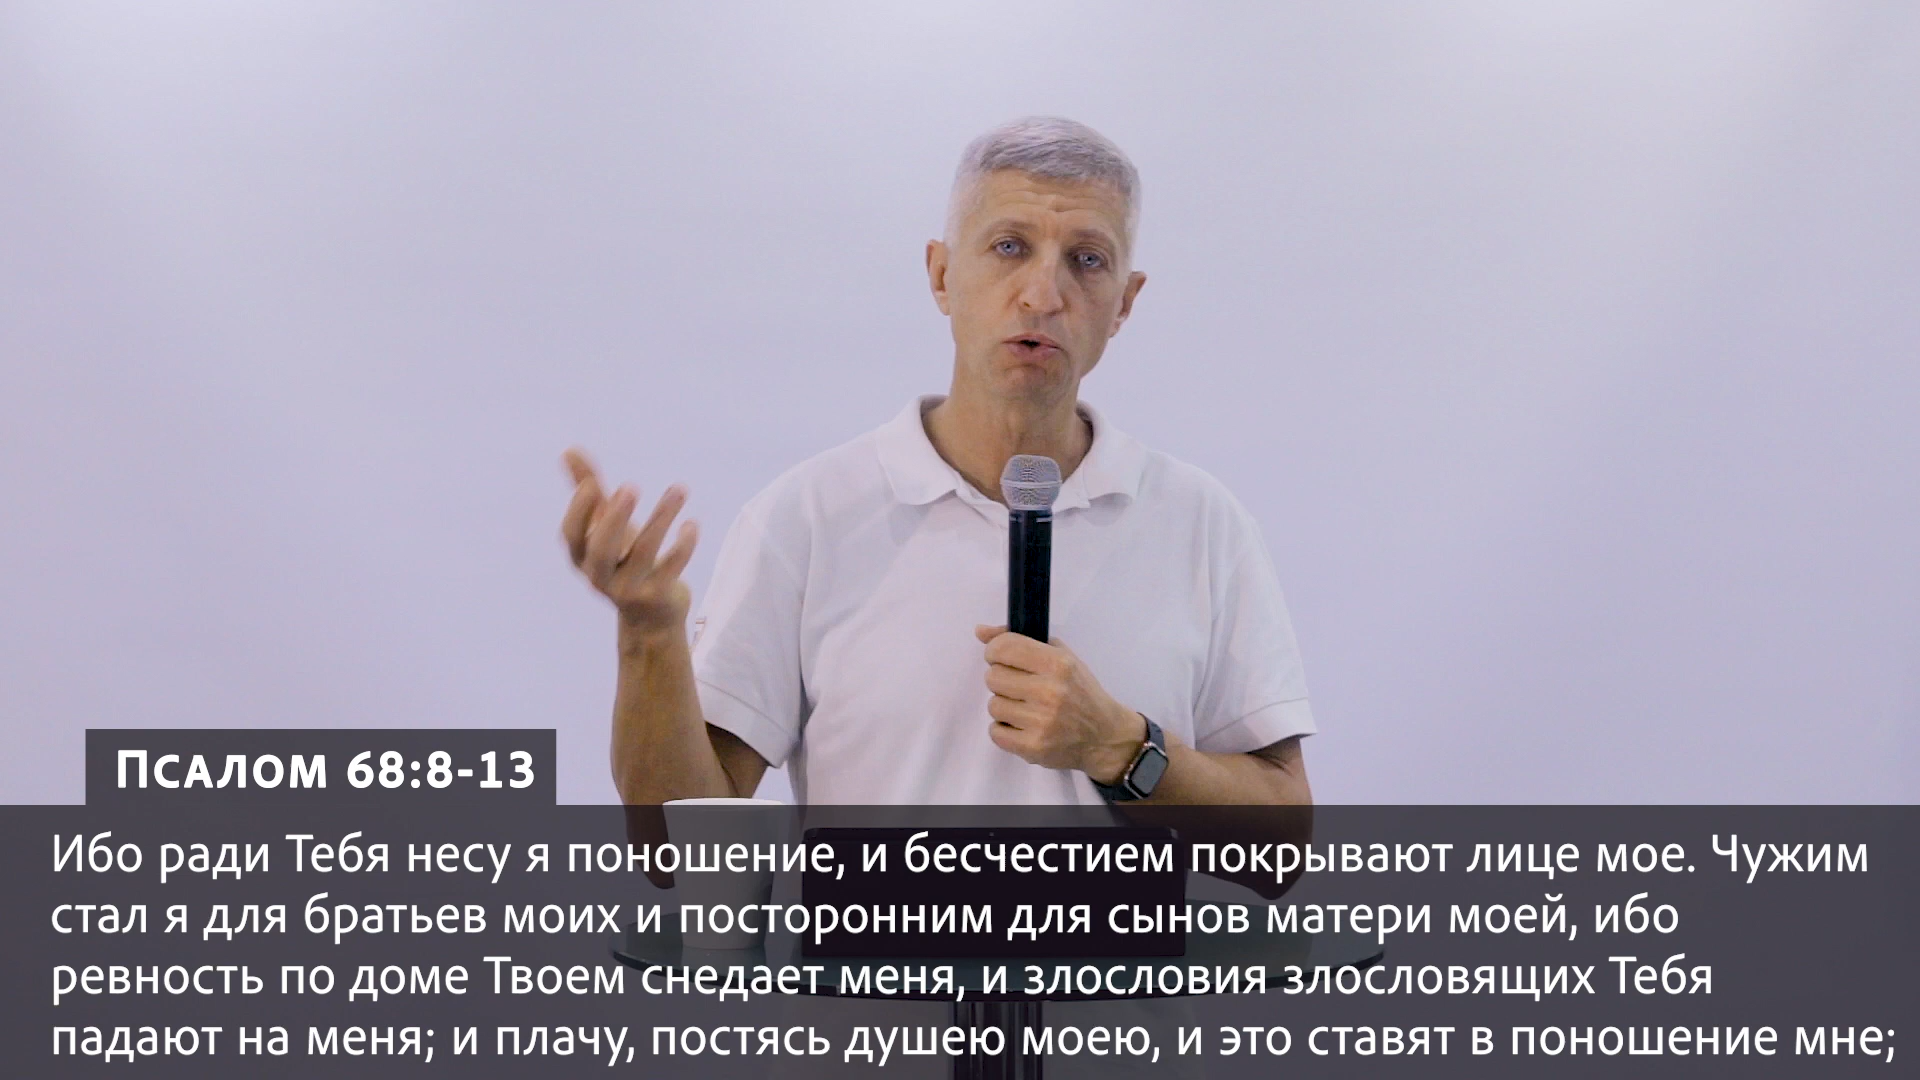 Псалом 68:8-13
Ибо ради Тебя несу я поношение, и бесчестием покрывают лице мое. Чужим
стал я для братьев моих и посторонним для сынов матери моей, ибо
ревность по доме Твоем снедает меня, и злословия злословящих Тебя
падают на меня; и плачу, постясь душею моею, и это ставят в поношение мне;